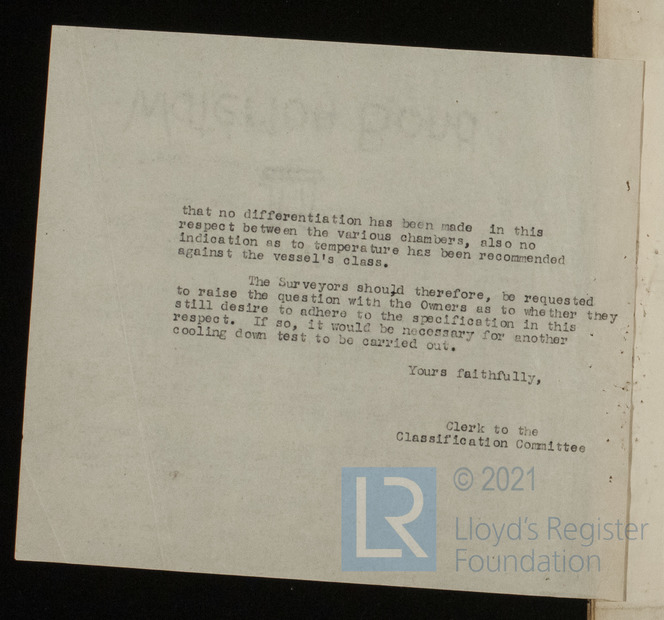 that no differentiation has been made in this
respect between the various chambers, also no
indication as to temperature has been recommended
against the vessel's class.
The Surveyors should therefore, be requested
to raise the question with the Owners as to whether they
still desire to adhere to the specification in this
respect. If so, it would be necessary for another
cooling down test to be carried out.
Yours faithfully,
Clerk to the
Classification Committee
© 2021
LR
Lloyd's Register
Foundation